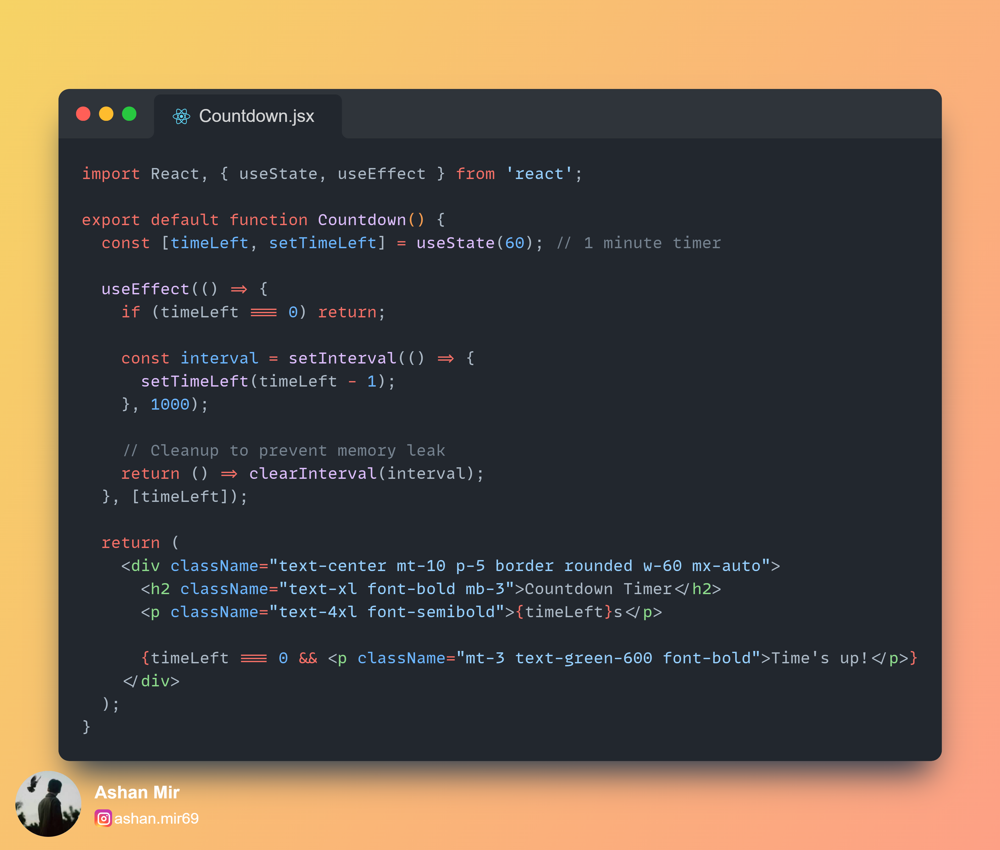 Countdown.jsx
import React, { useState, useEffect } from 'react';
export default function Countdown() {
  const [timeLeft, setTimeLeft] = useState(60); // 1 minute timer
  useEffect(() => {
    if (timeLeft === 0) return;
    const interval = setInterval(() => {
      setTimeLeft(timeLeft - 1);
    }, 1000);
    // Cleanup to prevent memory leak
    return () => clearInterval(interval);
  }, [timeLeft]);
  return (
    <div className="text-center mt-10 p-5 border rounded w-60 mx-auto">
      <h2 className="text-xl font-bold mb-3">Countdown Timer</h2>
      <p className="text-4xl font-semibold">{timeLeft}s</p>
      {timeLeft === 0 && <p className="mt-3 text-green-600 font-bold">Time's up!</p>}
    </div>
  );
}
Ashan Mir
ashan.mir69